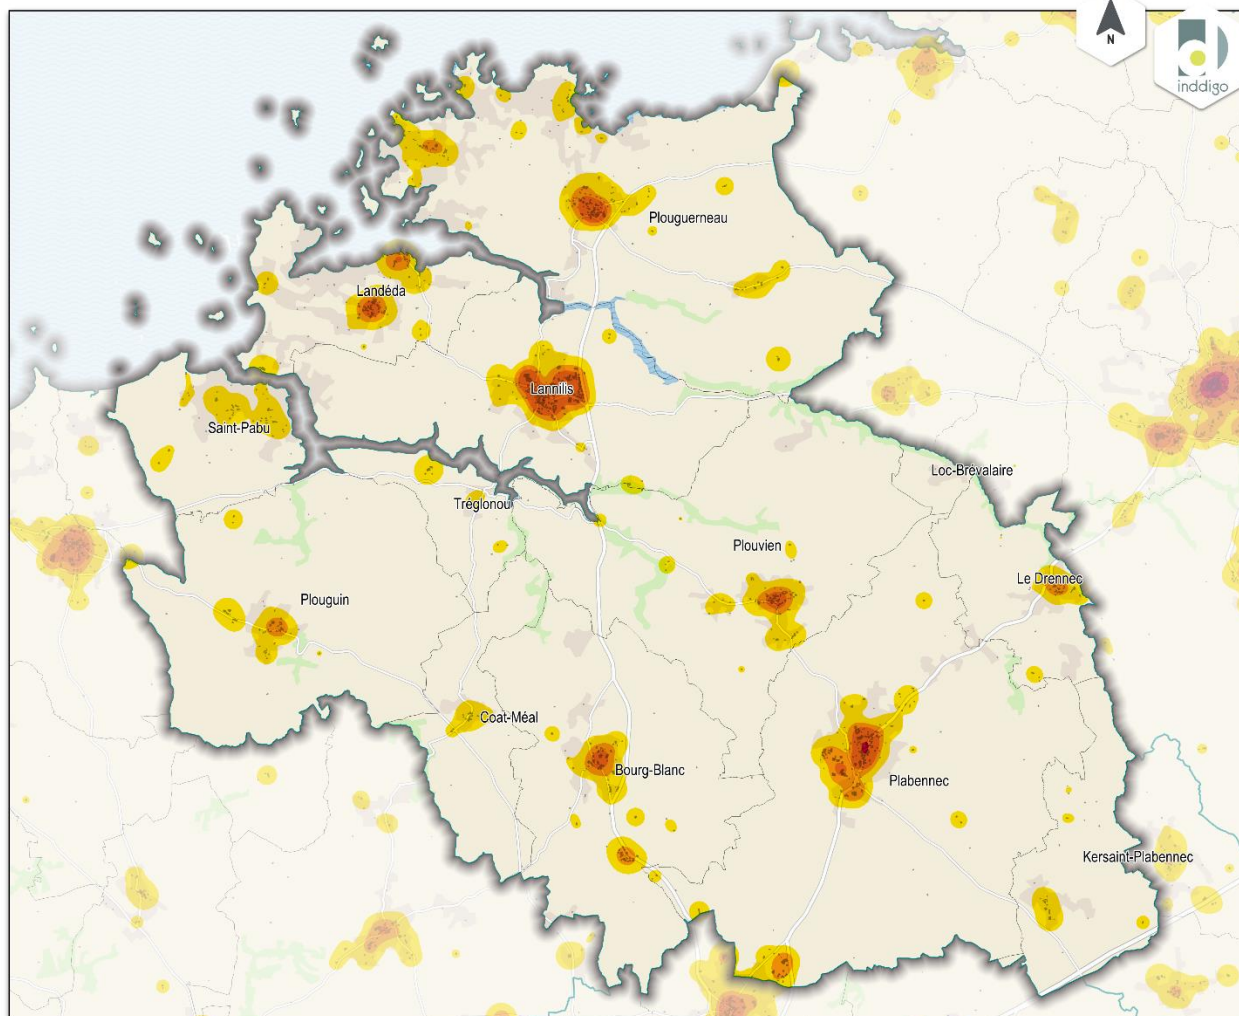 N
inddigo
Plouguerneau
Landéda
Lannilis
Saint-Pabu
Loc-Brévalaire
Tréglonou
Plouvien
Le Drennec
Plouguin
Coat-Méal
Bourg-Blanc
Plabennec
Kersaint-Plabennec